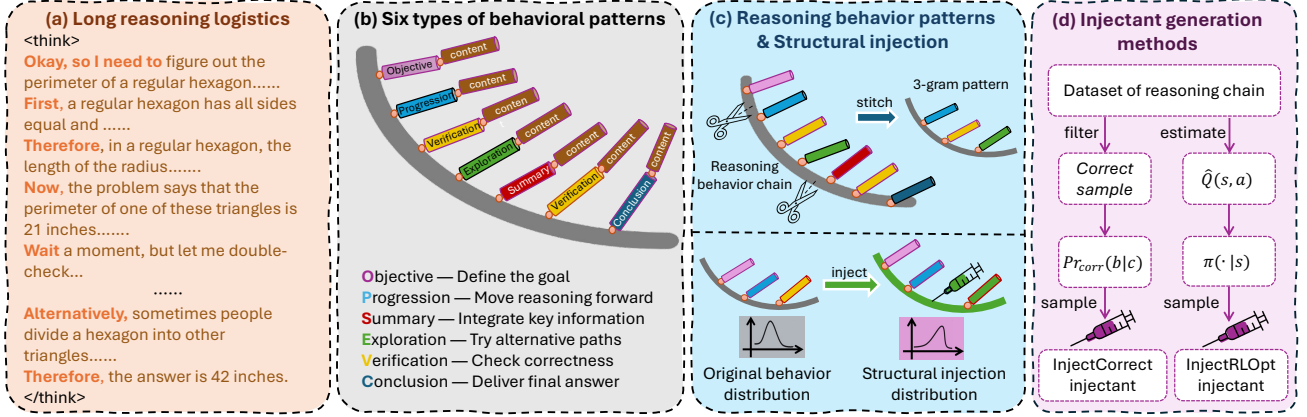 (a) Long reasoning logistics
<think>
Okay, so I need to figure out the
perimeter of a regular hexagon......
First, a regular hexagon has all sides
equal and ......
Therefore, in a regular hexagon, the
length of the radius.......
Now, the problem says that the
perimeter of one of these triangles is
21 inches.......
Wait a moment, but let me double-
check...
......
Alternatively, sometimes people
divide a hexagon into other
triangles......
Therefore, the answer is 42 inches.
</think>
(b) Six types of behavioral patterns
Objective content
Progression content
Verification conten
Exploration content
Summary content
Verification content
Conclusion content
Objective — Define the goal
Progression — Move reasoning forward
Summary — Integrate key information
Exploration — Try alternative paths
Verification — Check correctness
Conclusion — Deliver final answer
(c) Reasoning behavior patterns
& Structural injection
stitch
3-gram pattern
Reasoning
behavior chain
inject
Original behavior
distribution
Structural injection
distribution
(d) Injectant generation
methods
Dataset of reasoning chain
filter
estimate
Correct
sample
Q̂(s, a)
Pr_corr(b|c)
π(· |s)
sample
sample
InjectCorrect
injectant
InjectRLOpt
injectant